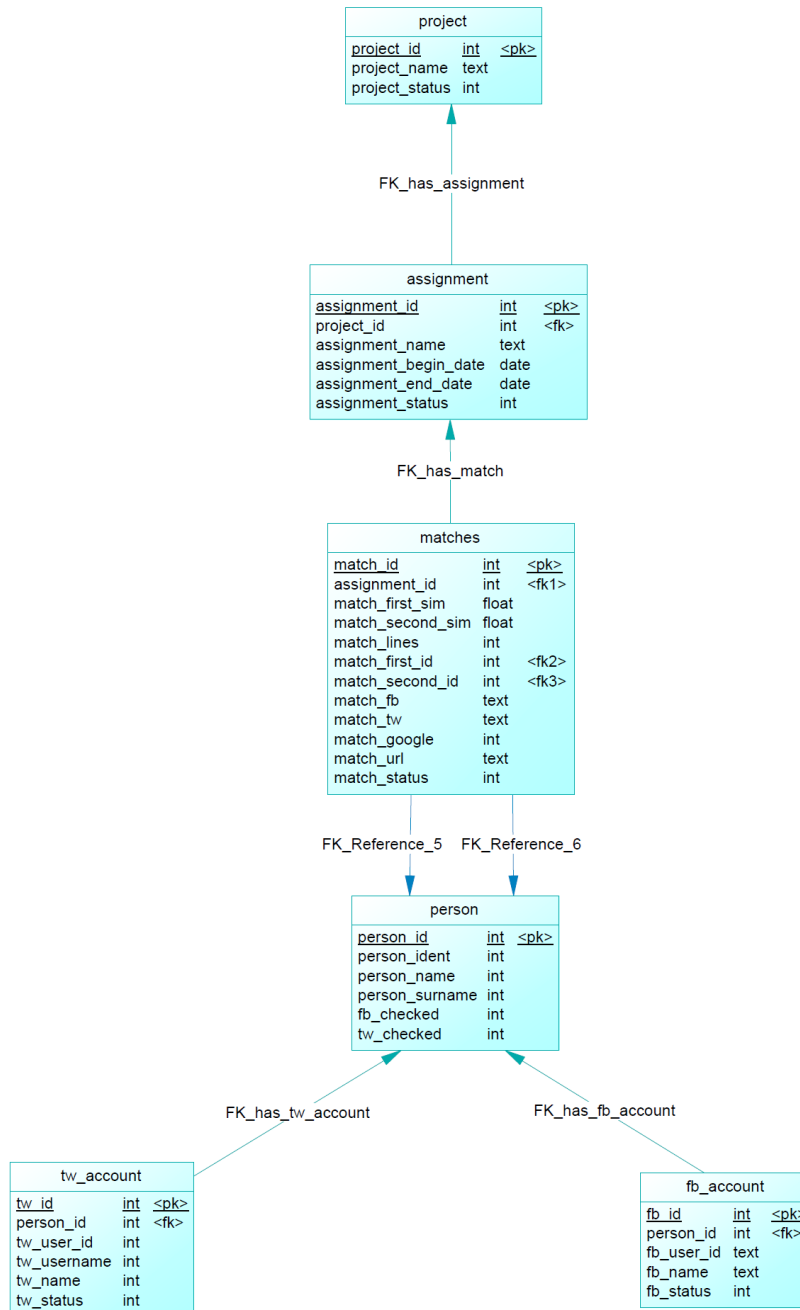 project
project_id int <pk>
project_name text
project_status int
FK_has_assignment
assignment
assignment_id int <pk>
project_id int <fk>
assignment_name text
assignment_begin_date date
assignment_end_date date
assignment_status int
FK_has_match
matches
match_id int <pk>
assignment_id int <fk1>
match_first_sim float
match_second_sim float
match_lines int
match_first_id int <fk2>
match_second_id int <fk3>
match_fb text
match_tw text
match_google int
match_url text
match_status int
FK_Reference_5 FK_Reference_6
person
person_id int <pk>
person_ident int
person_name int
person_surname int
fb_checked int
tw_checked int
FK_has_tw_account
FK_has_fb_account
tw_account
tw_id int <pk>
person_id int <fk>
tw_user_id int
tw_username int
tw_name int
tw_status int
fb_account
fb_id int <pk>
person_id int <fk>
fb_user_id text
fb_name text
fb_status int